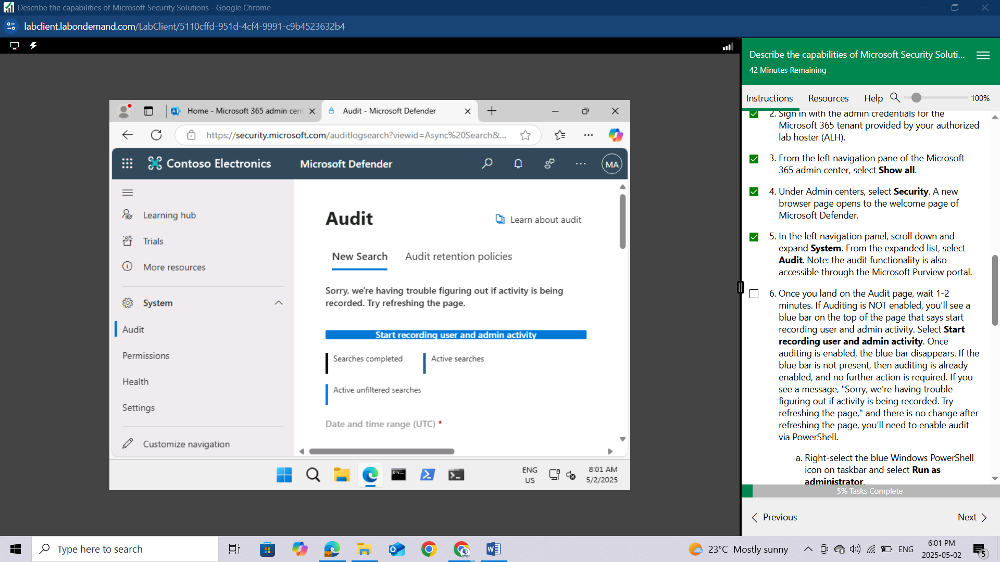 Describe the capabilities of Microsoft Security Solutions - Google Chrome
labclient.labondemand.com/LabClient/5110cffd-951d-4cf4-9991-c9b4523632b4
Home - Microsoft 365 admin cent
Audit - Microsoft Defender
https://security.microsoft.com/auditlogsearch?viewid=Async%20Search&...
Contoso Electronics
Microsoft Defender
MA
Learning hub
Trials
More resources
System
Audit
Permissions
Health
Settings
Customize navigation
Audit
Learn about audit
New Search
Audit retention policies
Sorry, we're having trouble figuring out if activity is being
recorded. Try refreshing the page.
Start recording user and admin activity
Searches completed
Active searches
Active unfiltered searches
Date and time range (UTC) *
ENG
US
8:01 AM
5/2/2025
Describe the capabilities of Microsoft Security Soluti...
42 Minutes Remaining
Instructions
Resources
Help
100%
2. Sign in with the admin credentials for the
Microsoft 365 tenant provided by your authorized
lab hoster (ALH).
3. From the left navigation pane of the Microsoft
365 admin center, select Show all.
4. Under Admin centers, select Security. A new
browser page opens to the welcome page of
Microsoft Defender.
5. In the left navigation panel, scroll down and
expand System. From the expanded list, select
Audit. Note: the audit functionality is also
accessible through the Microsoft Purview portal.
6. Once you land on the Audit page, wait 1-2
minutes. If Auditing is NOT enabled, you'll see a
blue bar on the top of the page that says start
recording user and admin activity. Select Start
recording user and admin activity. Once
auditing is enabled, the blue bar disappears. If the
blue bar is not present, then auditing is already
enabled, and no further action is required. If you
see a message, "Sorry, we're having trouble
figuring out if activity is being recorded. Try
refreshing the page," and there is no change after
refreshing the page, you'll need to enable audit
via PowerShell.
a. Right-select the blue Windows PowerShell
icon on taskbar and select Run as
administrator.
5% Tasks Complete
Previous
Next
Type here to search
23°C Mostly sunny
ENG
6:01 PM
2025-05-02
5